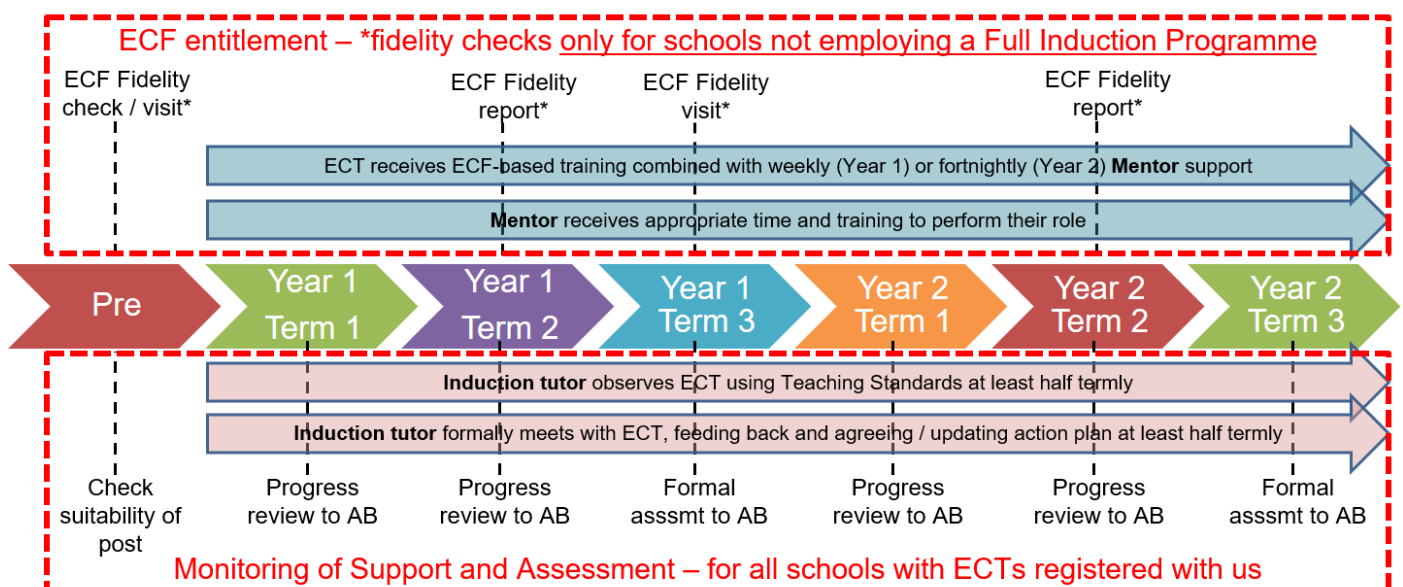 ECF entitlement – *fidelity checks only for schools not employing a Full Induction Programme
ECF Fidelity
check / visit*
ECF Fidelity
report*
ECF Fidelity
visit*
ECF Fidelity
report*
ECT receives ECF-based training combined with weekly (Year 1) or fortnightly (Year 2) Mentor support
Mentor receives appropriate time and training to perform their role
Pre
Year 1
Term 1
Year 1
Term 2
Year 1
Term 3
Year 2
Term 1
Year 2
Term 2
Year 2
Term 3
Induction tutor observes ECT using Teaching Standards at least half termly
Induction tutor formally meets with ECT, feeding back and agreeing / updating action plan at least half termly
Check
suitability of
post
Progress
review to AB
Progress
review to AB
Formal
asssmt to AB
Progress
review to AB
Progress
review to AB
Formal
asssmt to AB
Monitoring of Support and Assessment – for all schools with ECTs registered with us